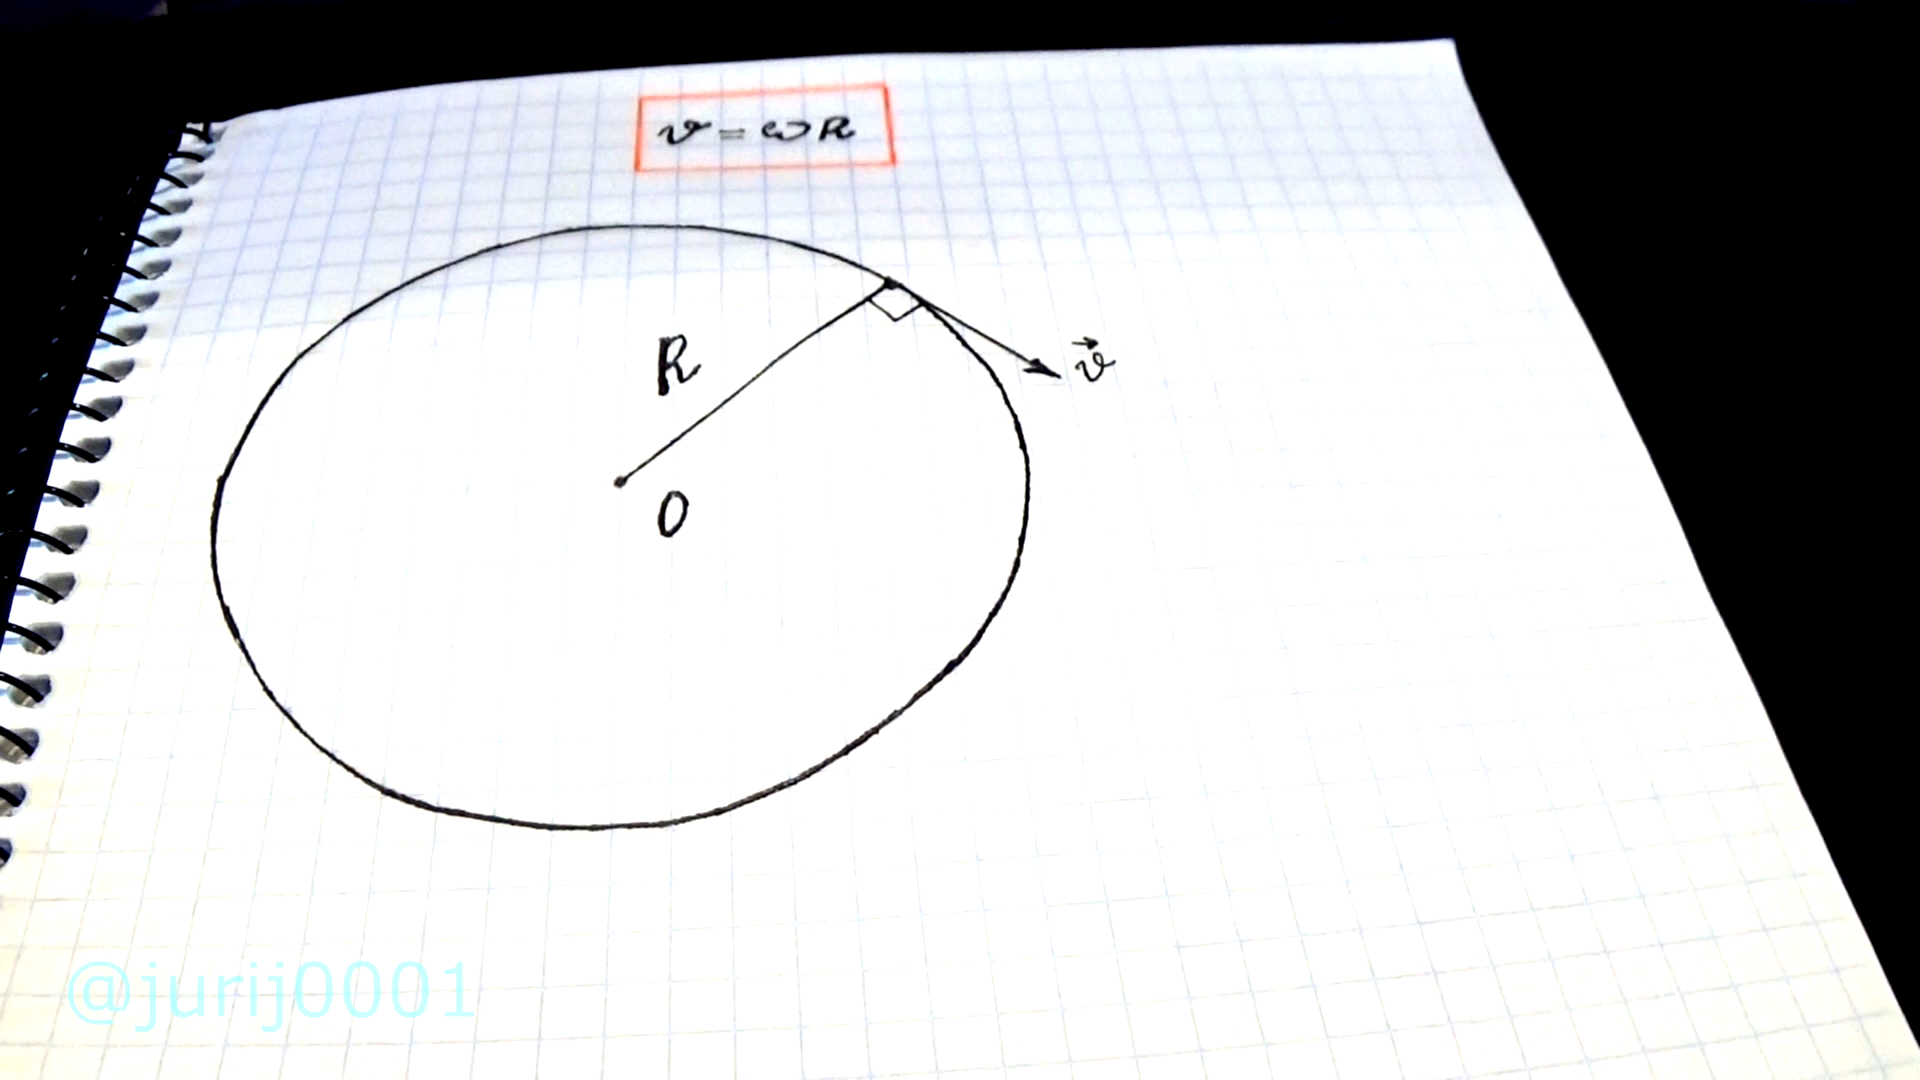 v = ωR
R
v⃗
O
@jurij0001